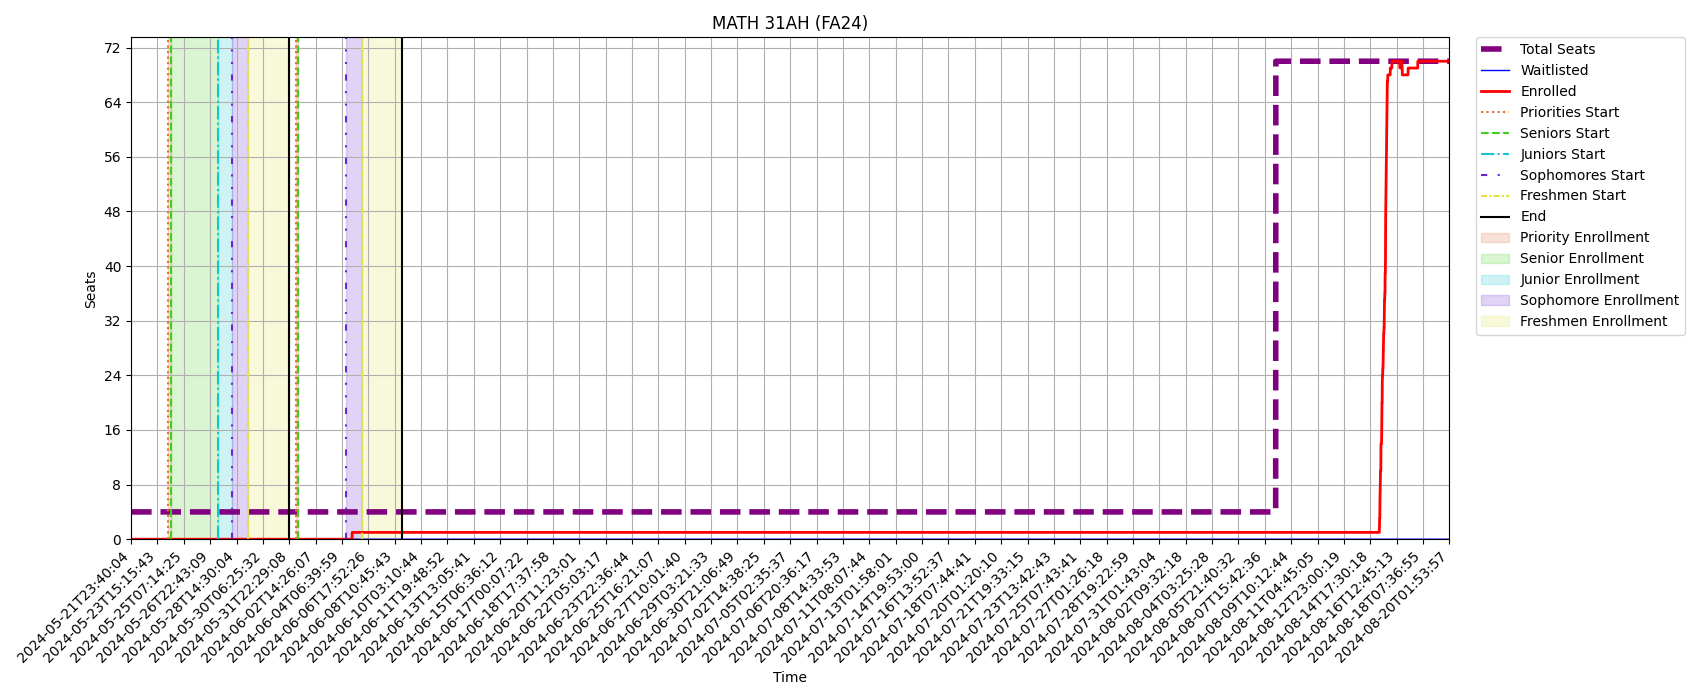 MATH 31AH (FA24)
72
64
56
48
40
32
24
16
8
0
Seats
2024-05-21T23:40:04
2024-05-23T15:15:43
2024-05-25T07:14:25
2024-05-26T22:43:09
2024-05-28T14:30:04
2024-05-30T06:25:32
2024-05-31T22:29:08
2024-06-02T14:26:07
2024-06-04T06:39:59
2024-06-06T17:52:26
2024-06-08T10:45:43
2024-06-10T03:10:44
2024-06-11T19:48:52
2024-06-13T13:05:41
2024-06-15T06:36:12
2024-06-17T00:07:22
2024-06-18T17:37:58
2024-06-20T11:23:01
2024-06-22T05:03:17
2024-06-23T22:36:44
2024-06-25T16:21:07
2024-06-27T10:01:40
2024-06-29T03:21:33
2024-06-30T21:06:49
2024-07-02T14:38:25
2024-07-05T02:35:37
2024-07-06T20:36:17
2024-07-08T14:33:53
2024-07-11T08:07:44
2024-07-13T01:58:01
2024-07-14T19:53:00
2024-07-16T13:52:37
2024-07-18T07:44:41
2024-07-20T01:20:10
2024-07-21T19:33:15
2024-07-23T13:42:43
2024-07-25T07:43:41
2024-07-27T01:26:18
2024-07-28T19:22:59
2024-07-31T01:43:04
2024-08-02T09:32:18
2024-08-04T03:25:28
2024-08-05T21:40:32
2024-08-07T15:42:36
2024-08-09T10:12:44
2024-08-11T04:45:05
2024-08-12T23:00:19
2024-08-14T17:30:18
2024-08-16T12:45:13
2024-08-18T07:36:55
2024-08-20T01:53:57
Time
Total Seats
Waitlisted
Enrolled
Priorities Start
Seniors Start
Juniors Start
Sophomores Start
Freshmen Start
End
Priority Enrollment
Senior Enrollment
Junior Enrollment
Sophomore Enrollment
Freshmen Enrollment